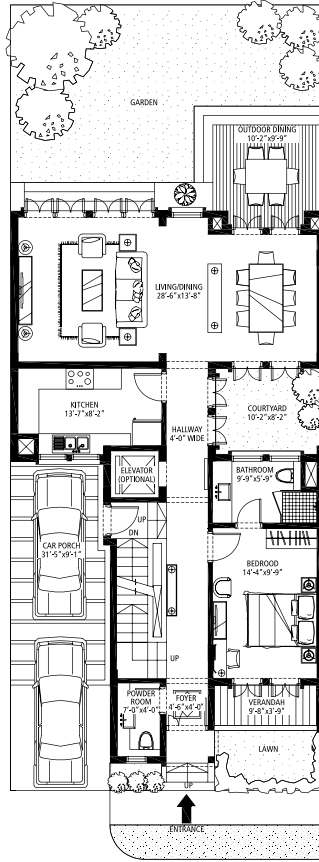 GARDEN
OUTDOOR DINING
10'-2"x9'-9"
LIVING/DINING
28'-6"x13'-8"
KITCHEN
13'-7"x8'-2"
HALLWAY
4'-0" WIDE
COURTYARD
10'-2"x8'-2"
ELEVATOR
(OPTIONAL)
BATHROOM
9'-9"x5'-9"
UP
DN
CAR PORCH
31'-5"x9'-1"
BEDROOD
14'-4"x9'-9"
UP
POWDER
ROOM
7'-0"x4'-0"
FOYER
4'-6"x4'-0"
VERANDAH
9'-8"x3'-9"
LAWN
UP
ENTRANCE